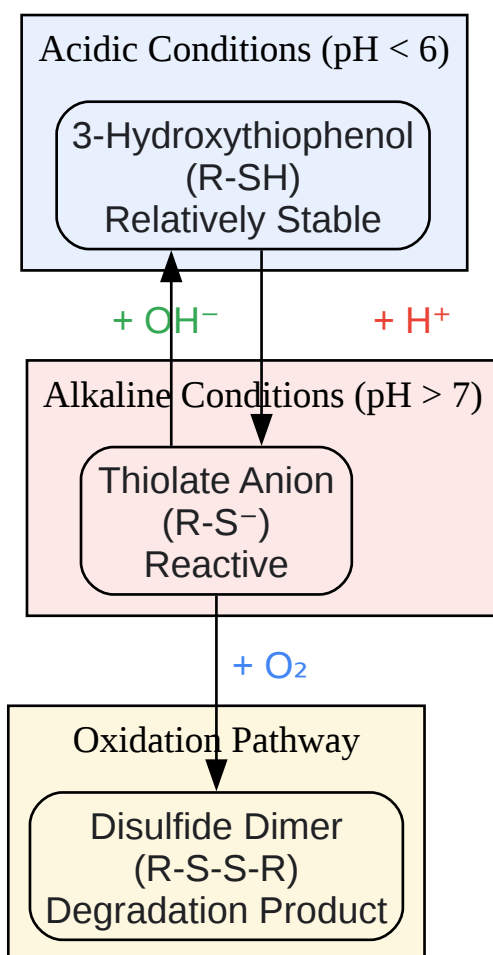 Acidic Conditions (pH < 6)
3-Hydroxythiophenol
(R-SH)
Relatively Stable
+ OH⁻ + H⁺
Alkaline Conditions (pH > 7)
Thiolate Anion
(R-S⁻)
Reactive
+ O₂
Oxidation Pathway
Disulfide Dimer
(R-S-S-R)
Degradation Product